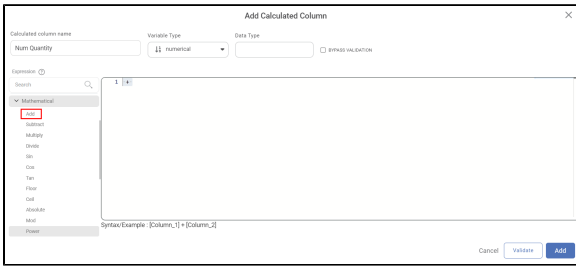 Add Calculated Column
Calculated column name
Variable Type
Data Type
Num Quantity
numerical
BYPASS VALIDATION
Expression
Search
1 +
Mathematical
Add
Subtract
Multiply
Divide
Sin
Cos
Tan
Floor
Ceil
Absolute
Mod
Power
Syntax/Example : [Column_1] + [Column_2]
Cancel
Validate
Add